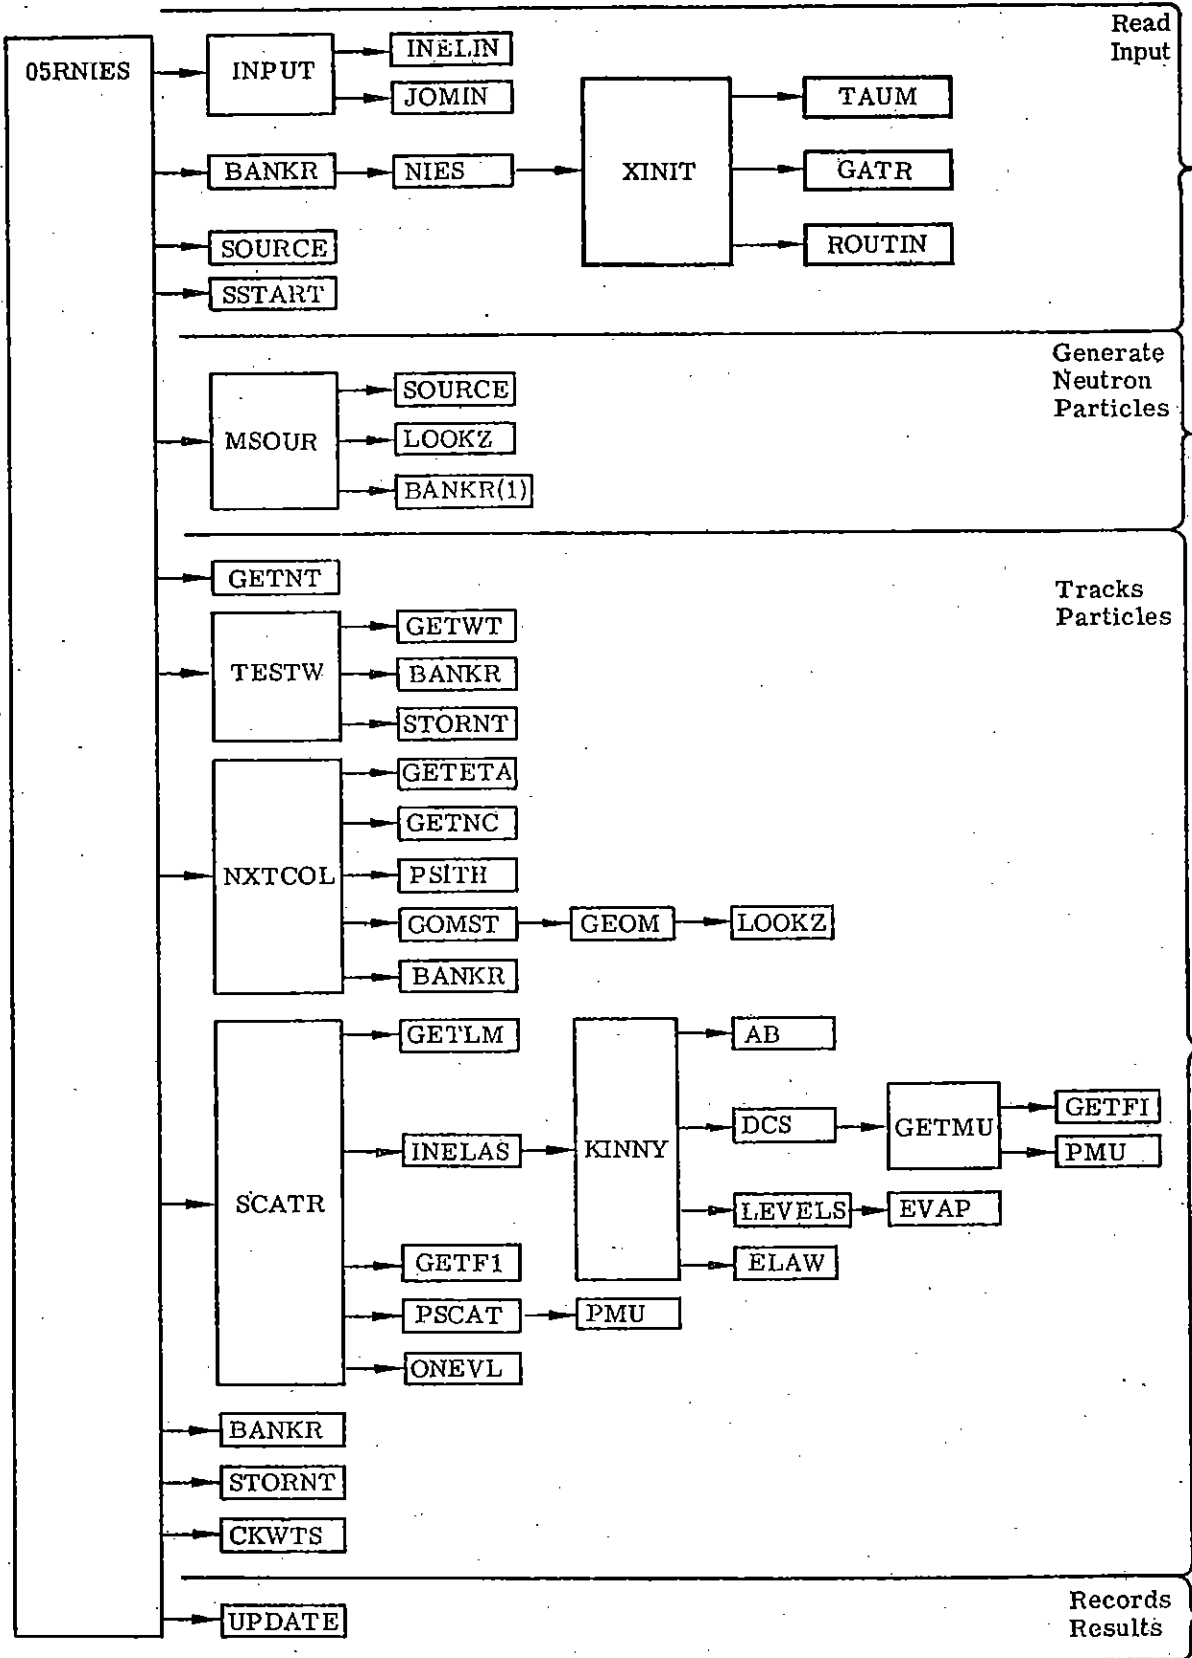 Read
Input
05RNIES
INPUT
INELIN
JOMIN
BANKR
NIES
XINIT
TAUM
GATR
ROUTIN
SOURCE
SSTART
Generate
Neutron
Particles
MSOUR
SOURCE
LOOKZ
BANKR(1)
Tracks
Particles
GETNT
TESTW
GETWT
BANKR
STORNT
NXTCOL
GETETA
GETNC
PSITH
GOMST
GEOM
LOOKZ
BANKR
SCATR
GETLM
INELAS
KINNY
AB
DCS
GETMU
GETFI
PMU
LEVELS
EVAP
ELAW
GETF1
PSCAT
PMU
ONEVL
BANKR
STORNT
CKWTS
UPDATE
Records
Results